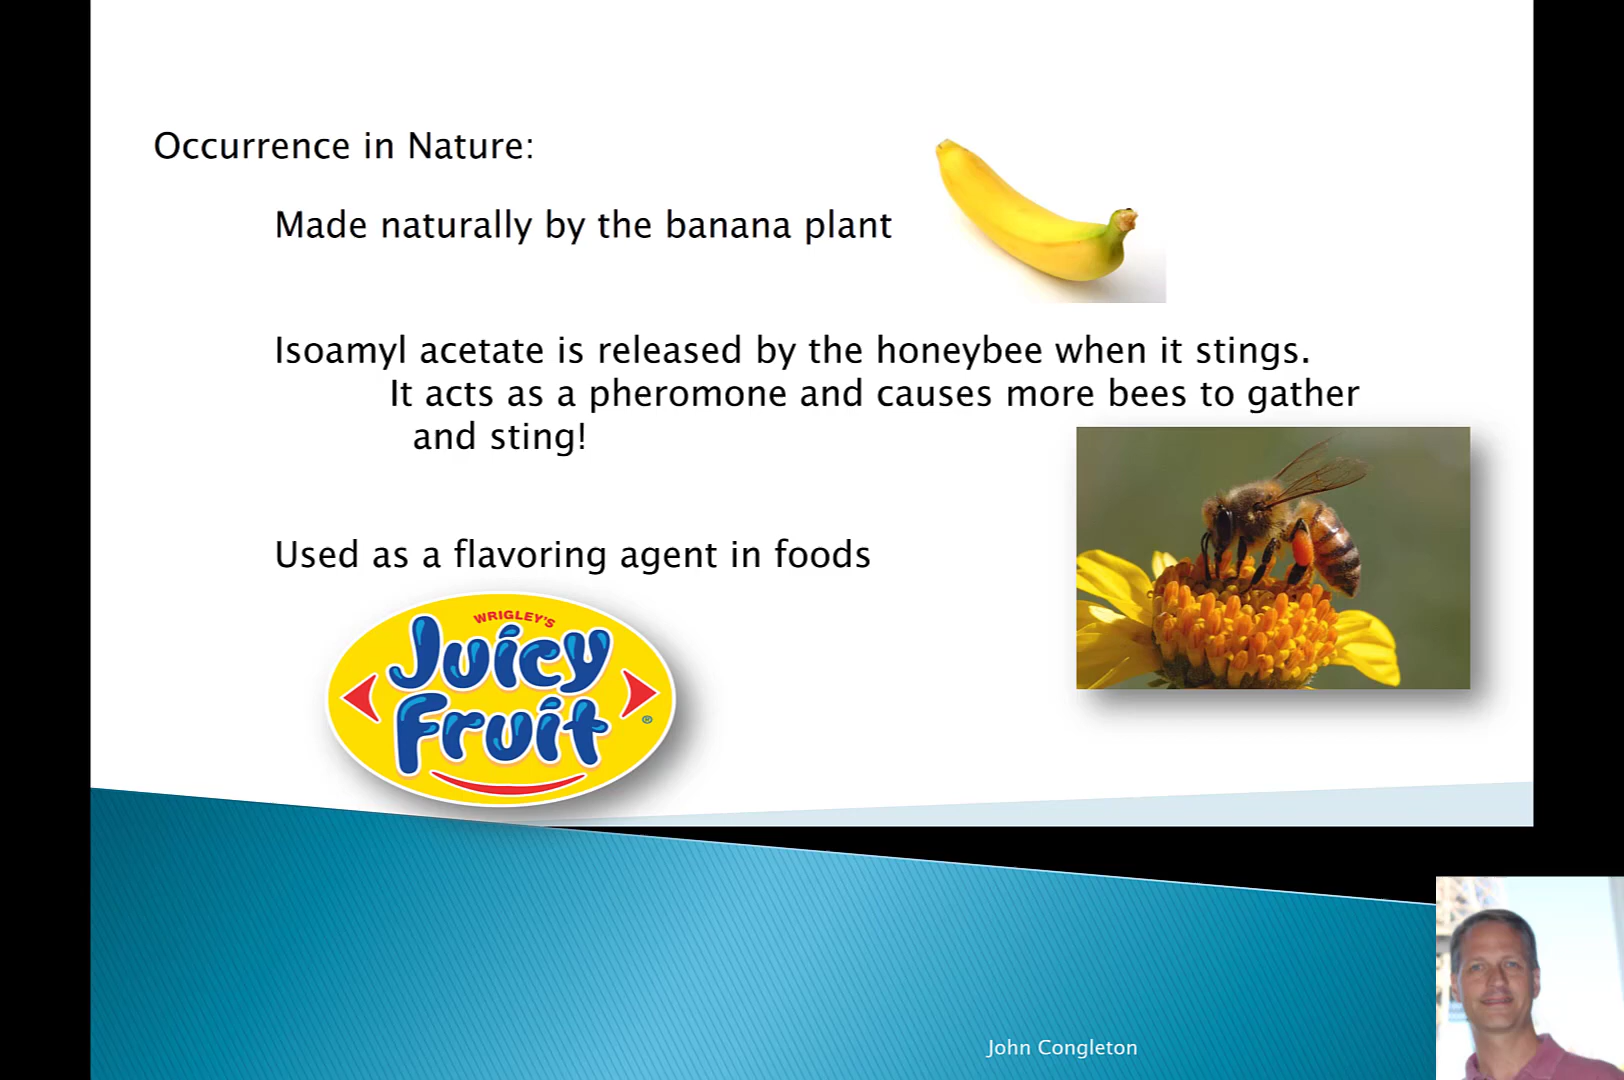 Occurrence in Nature:
Made naturally by the banana plant
Isoamyl acetate is released by the honeybee when it stings.
It acts as a pheromone and causes more bees to gather
and sting!
Used as a flavoring agent in foods
WRIGLEY'S
Juicy
Fruit
®
John Congleton